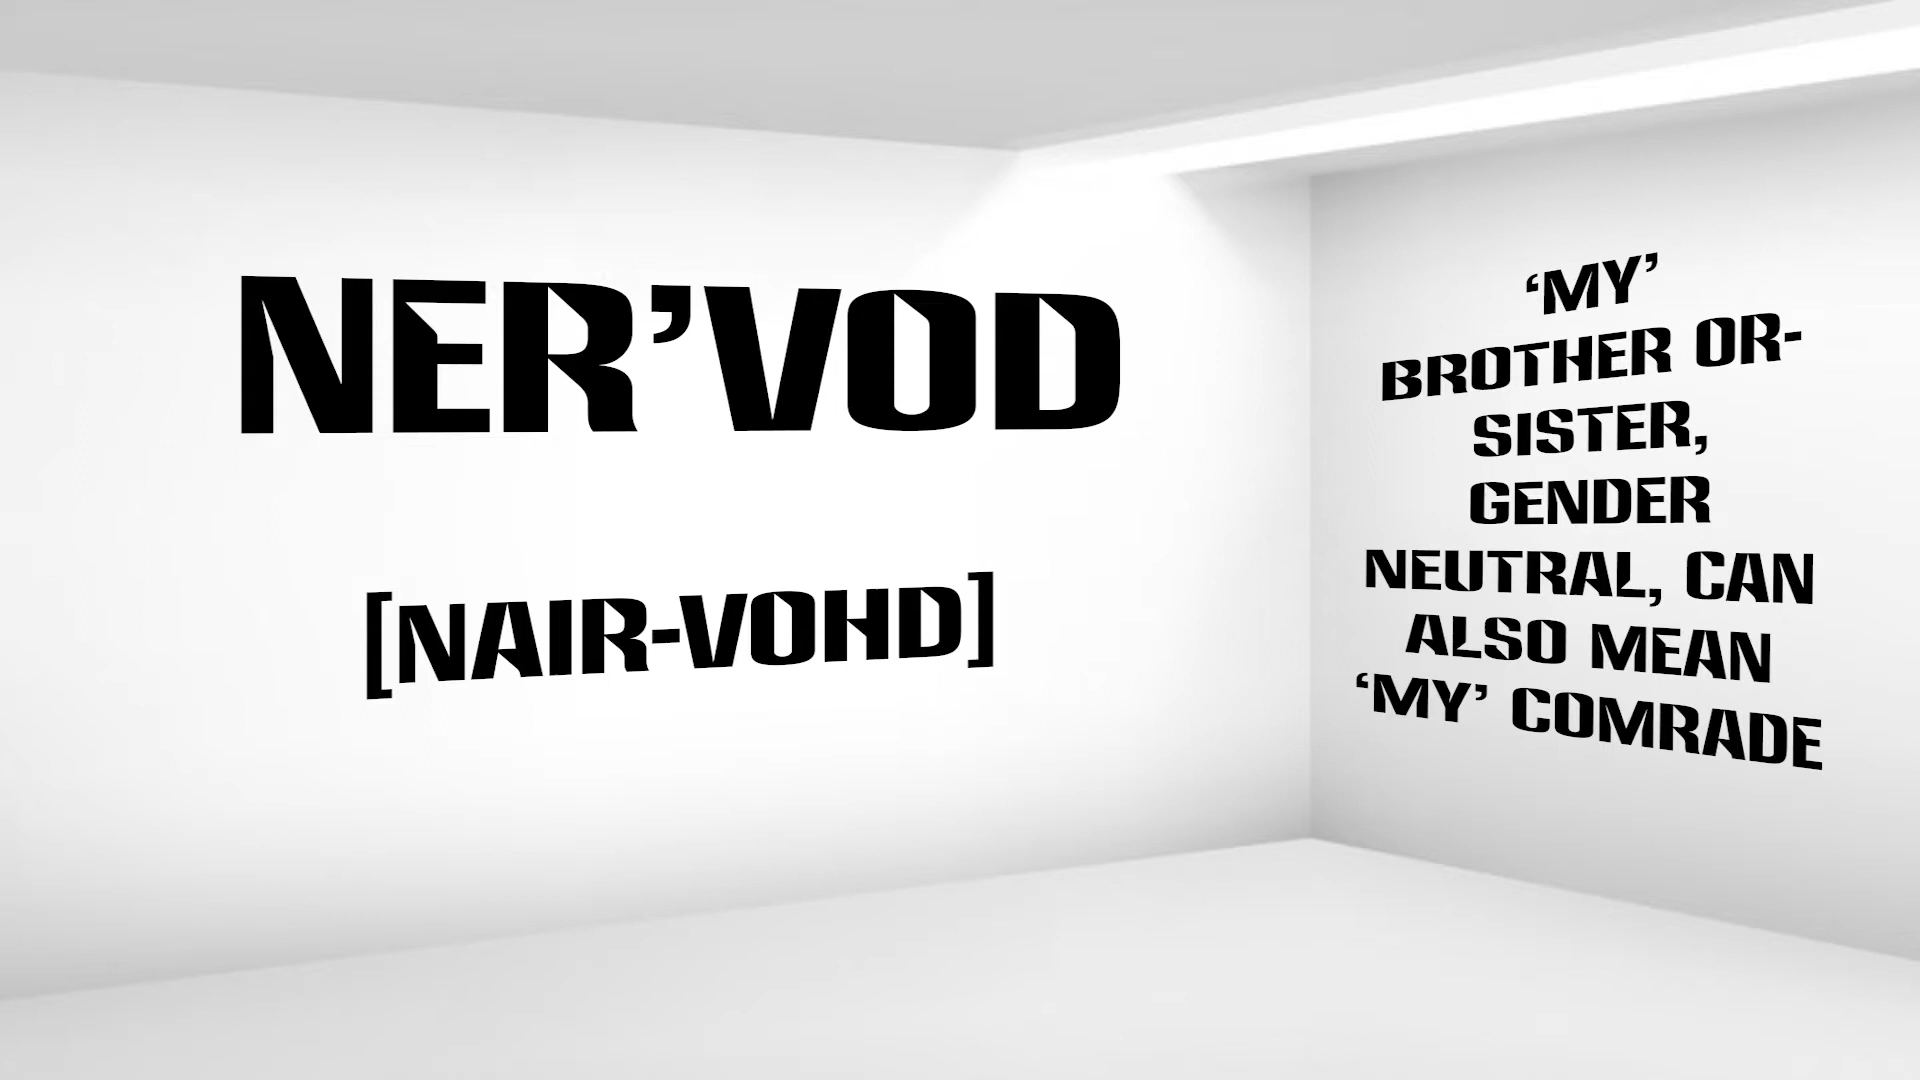 NER’VOD
[NAIR-VOHD]
‘MY’
BROTHER OR-
SISTER,
GENDER
NEUTRAL, CAN
ALSO MEAN
‘MY’ COMRADE